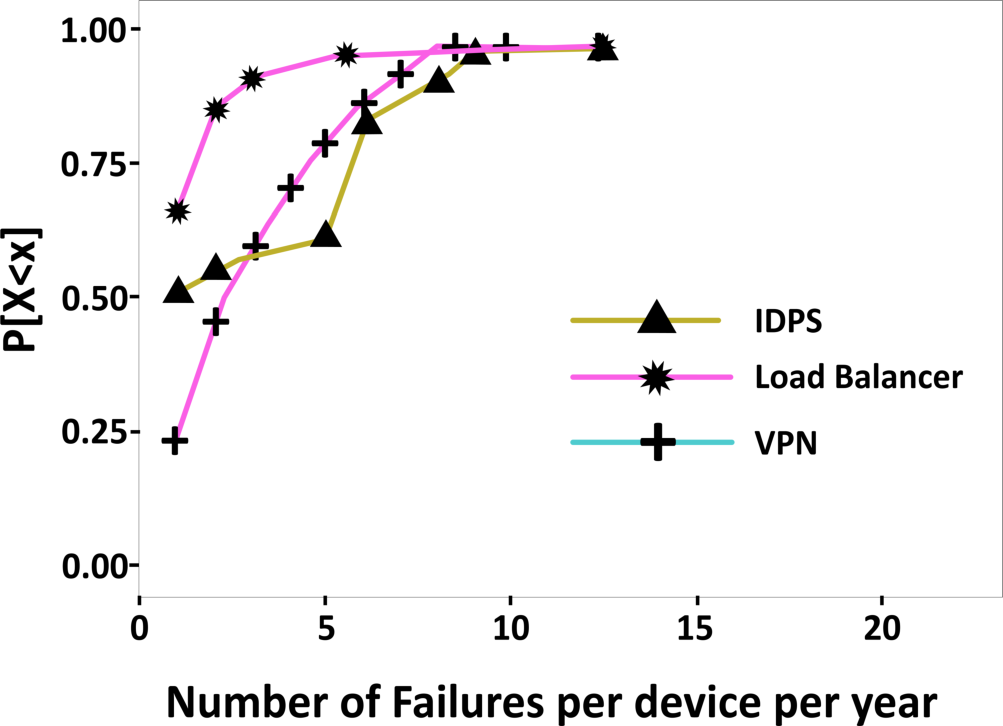 1.00
0.75
0.50
0.25
0.00
P[X<x]
IDPS
Load Balancer
VPN
0 5 10 15 20
Number of Failures per device per year